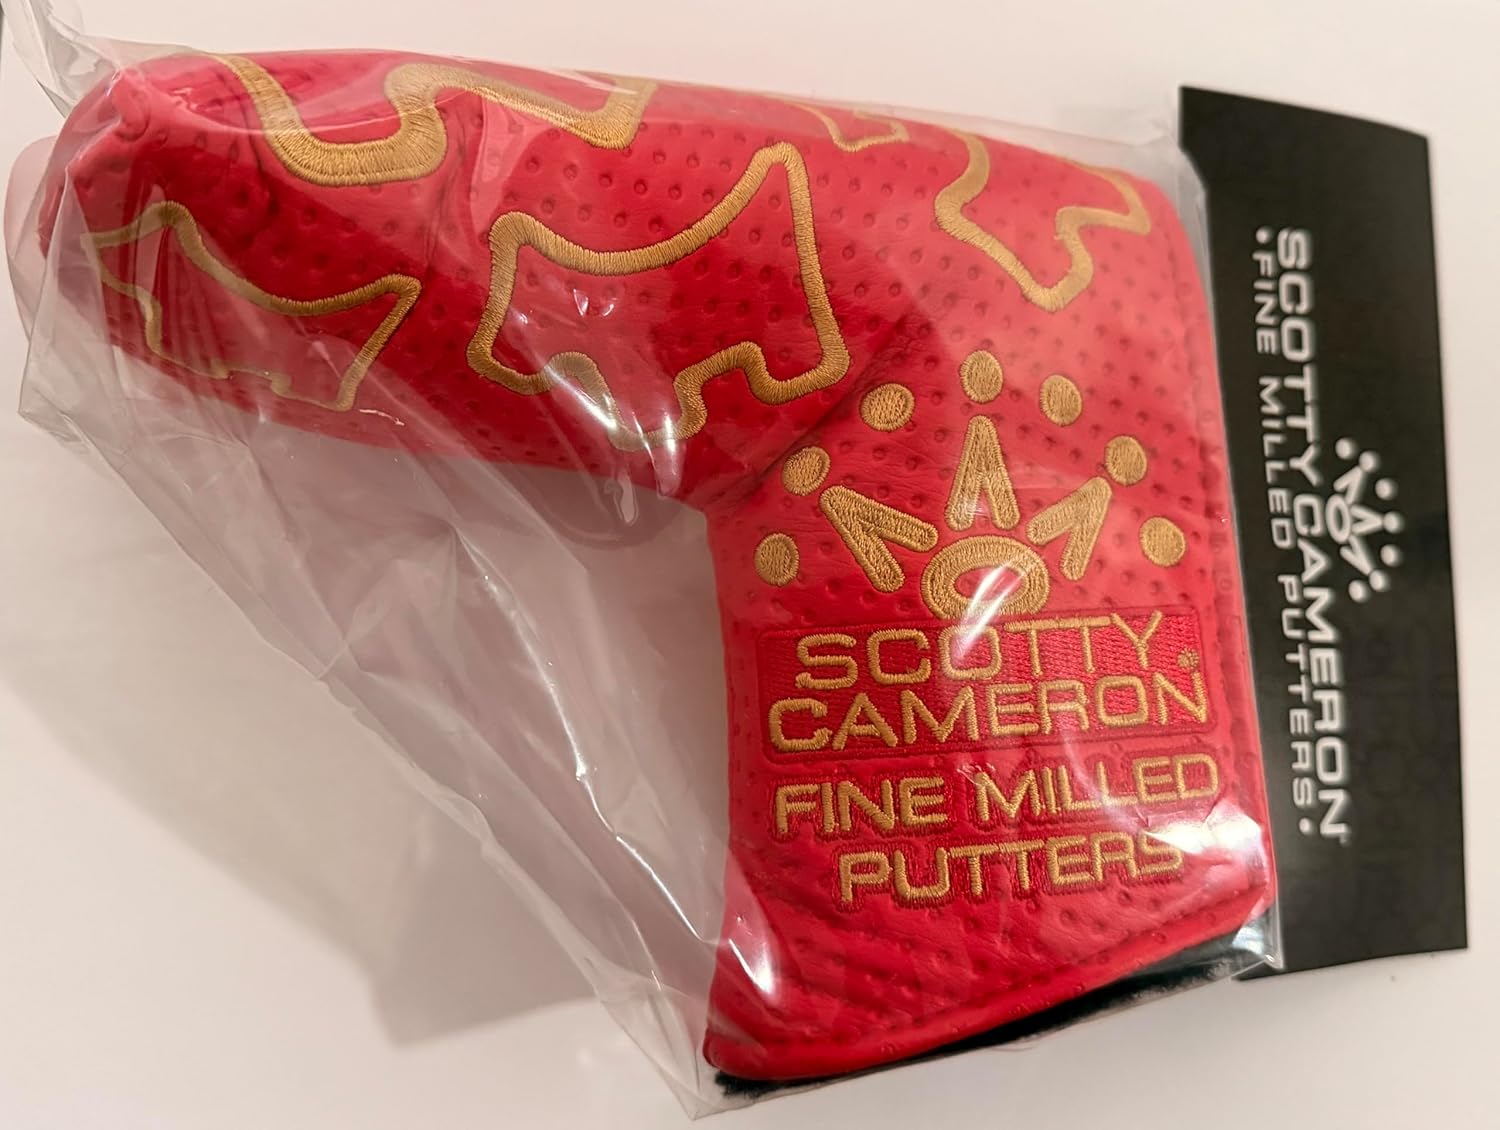 SCOTTY
CAMERON
FINE MILLED
PUTTERS
SCOTTY CAMERON
• FINE MILLED PUTTERS •